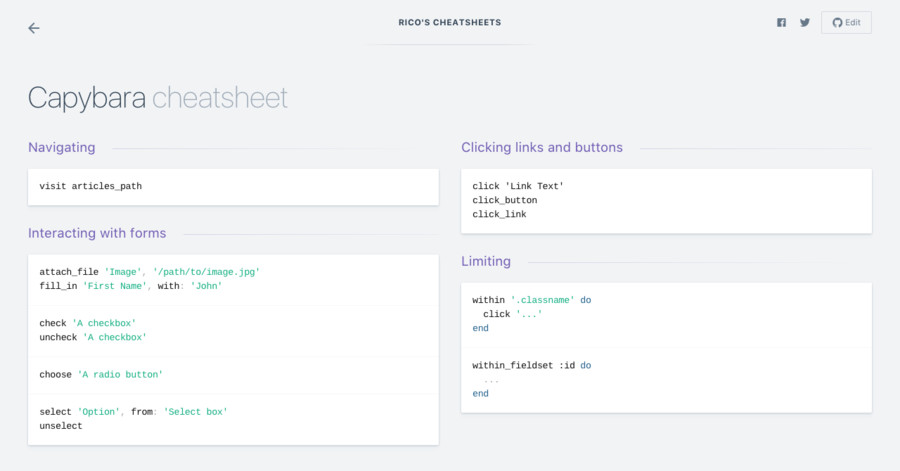 RICO'S CHEATSHEETS
Edit
Capybara cheatsheet
Navigating
visit articles_path
Interacting with forms
attach_file 'Image', '/path/to/image.jpg'
fill_in 'First Name', with: 'John'
check 'A checkbox'
uncheck 'A checkbox'
choose 'A radio button'
select 'Option', from: 'Select box'
unselect
Clicking links and buttons
click 'Link Text'
click_button
click_link
Limiting
within '.classname' do
  click '...'
end
within_fieldset :id do
  ...
end